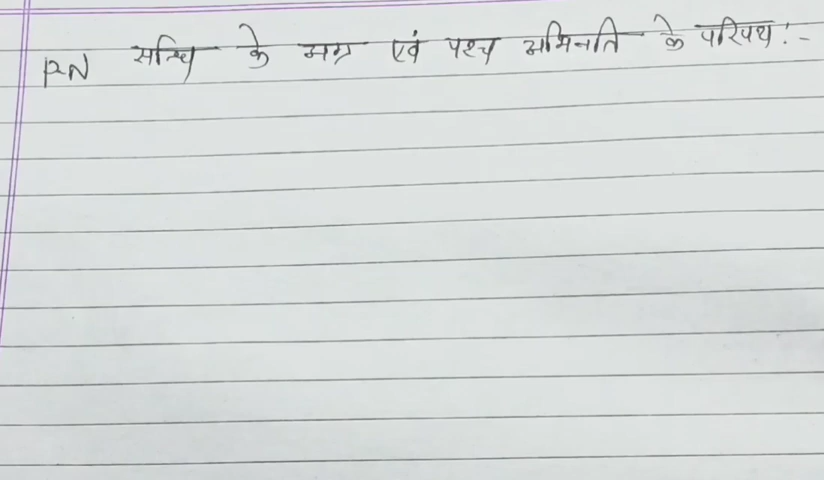 PN सन्धि के अग्र एवं पश्च अभिनति के परिपथ :-